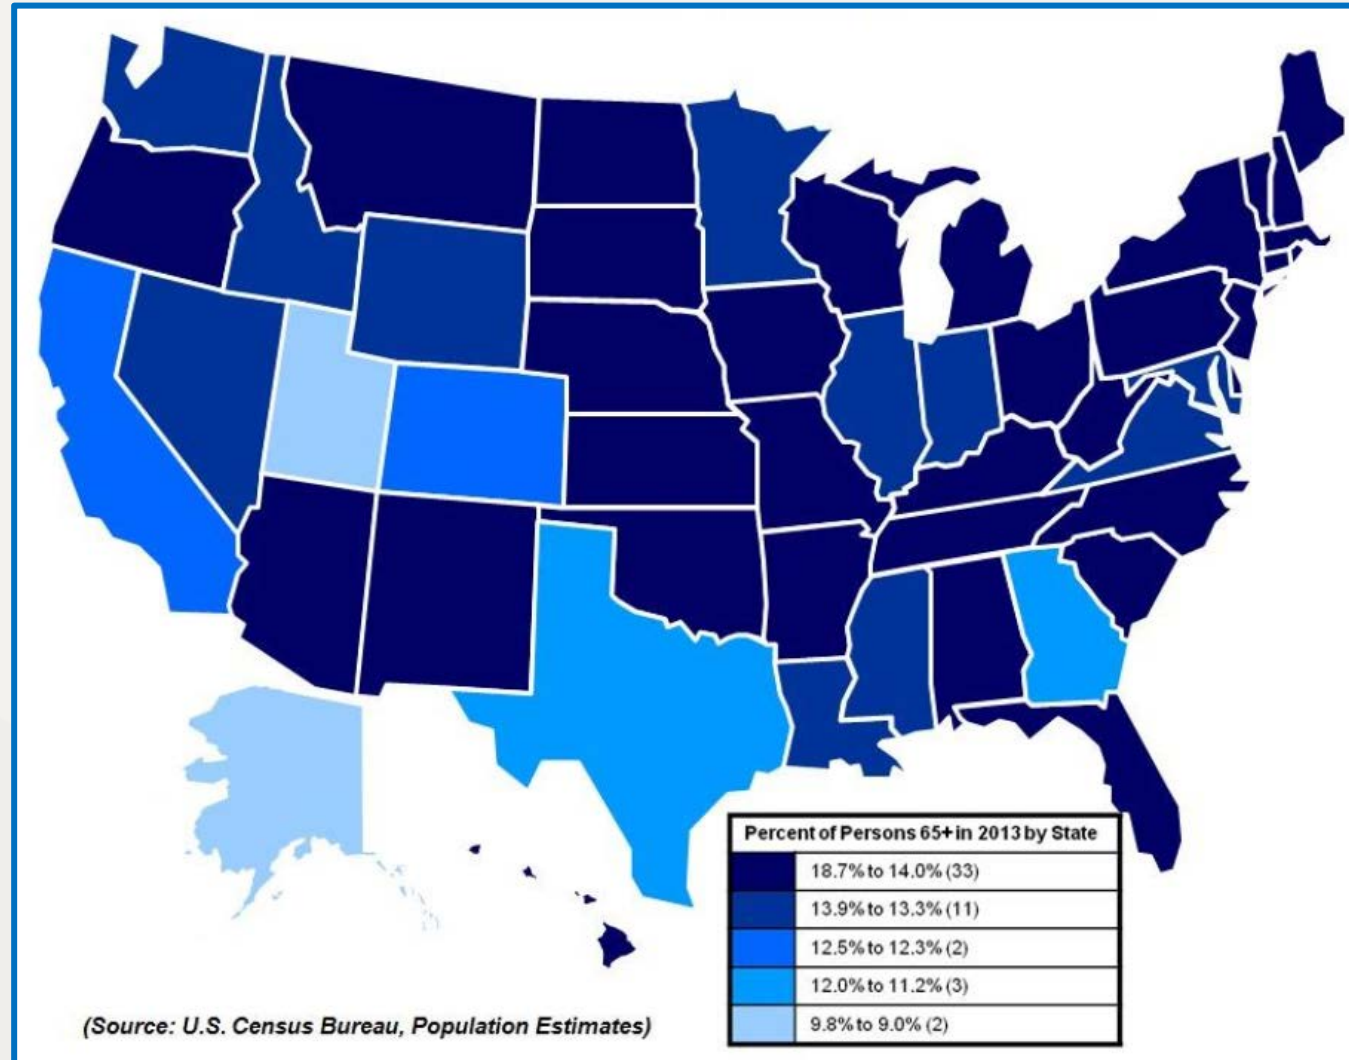 Percent of Persons 65+ in 2013 by State
18.7% to 14.0% (33)
13.9% to 13.3% (11)
12.5% to 12.3% (2)
12.0% to 11.2% (3)
9.8% to 9.0% (2)
(Source: U.S. Census Bureau, Population Estimates)